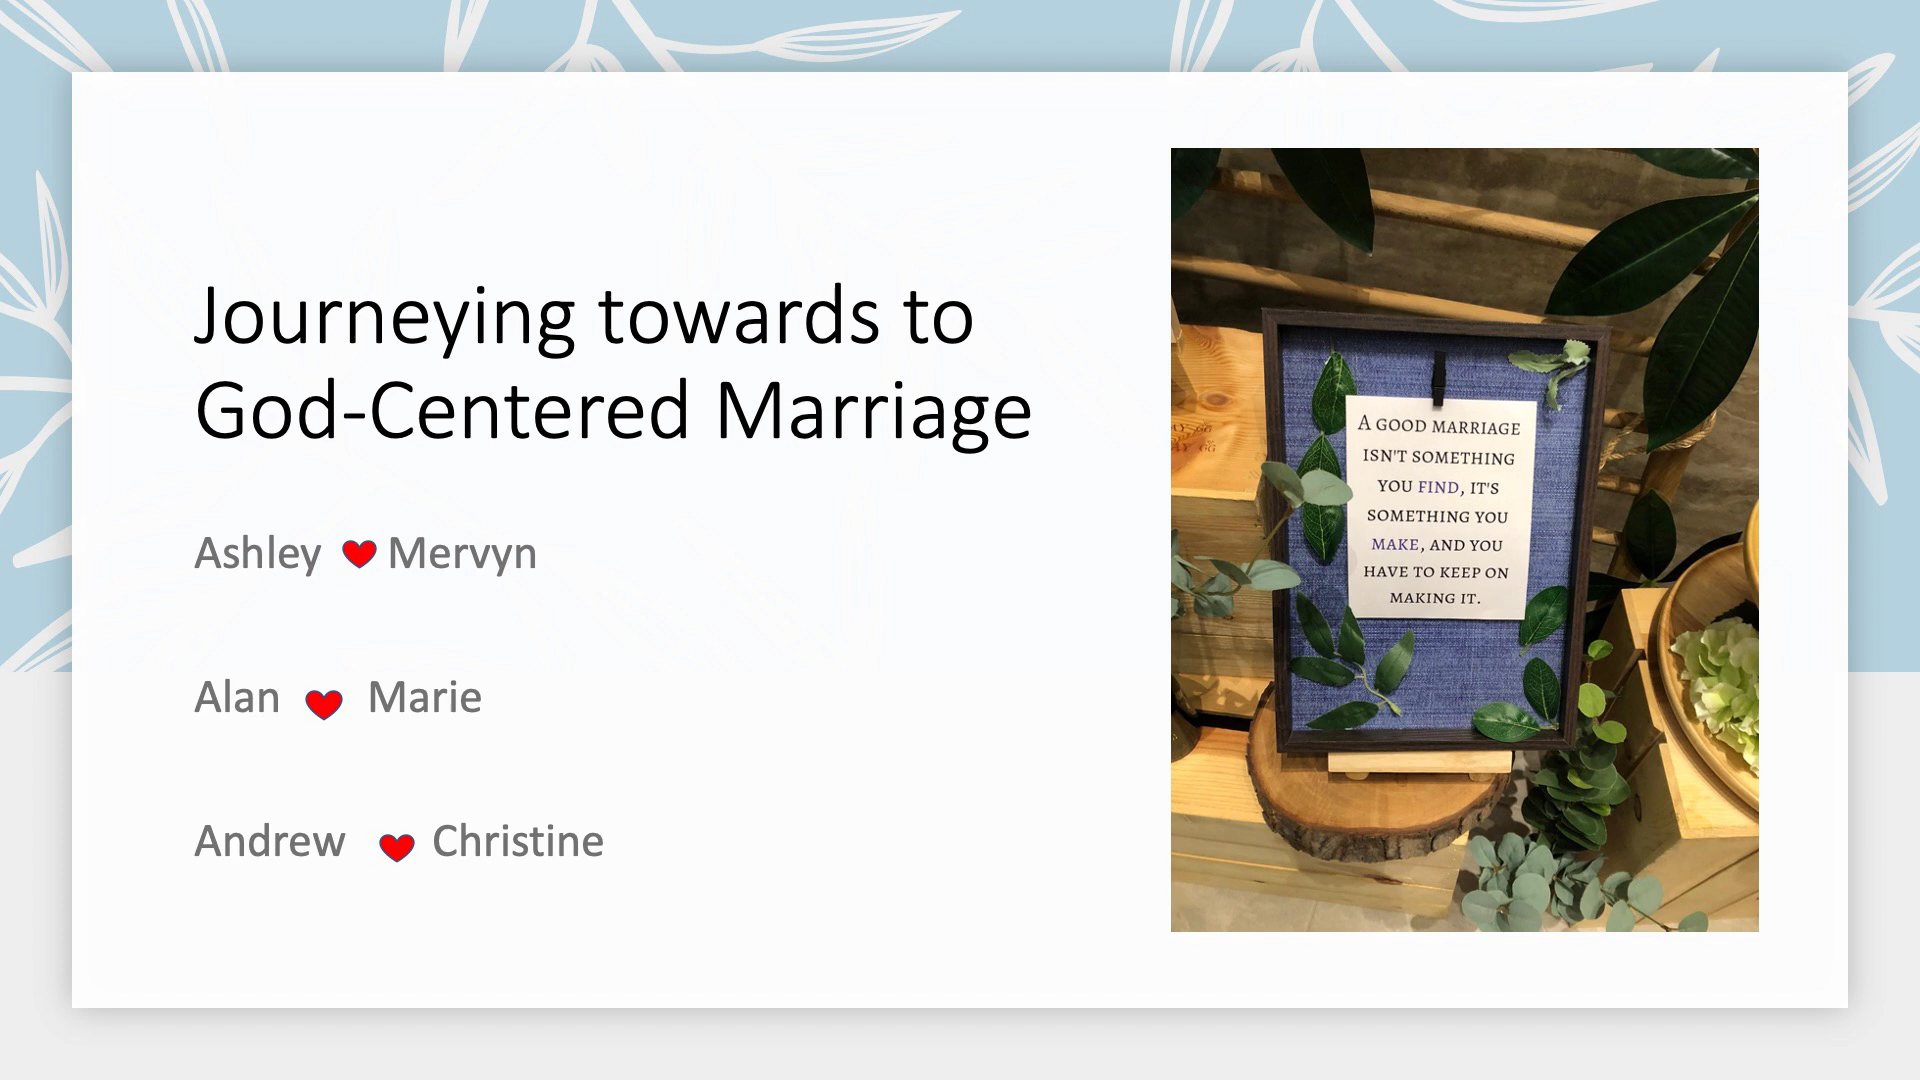 Journeying towards to
God-Centered Marriage
Ashley Mervyn
Alan Marie
Andrew Christine
A GOOD MARRIAGE
ISN'T SOMETHING
YOU FIND, IT'S
SOMETHING YOU
MAKE, AND YOU
HAVE TO KEEP ON
MAKING IT.